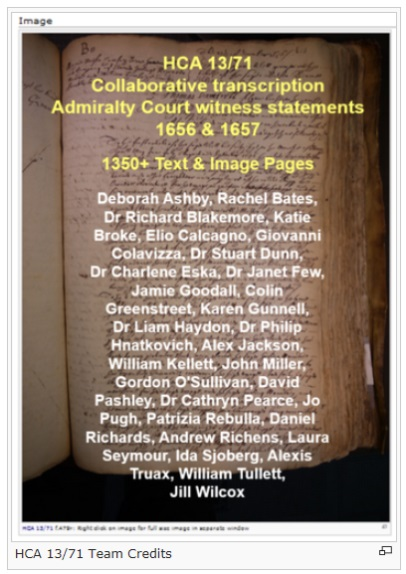 Image
HCA 13/71
Collaborative transcription
Admiralty Court witness statements
1656 & 1657
1350+ Text & Image Pages
Deborah Ashby, Rachel Bates,
Dr Richard Blakemore, Katie
Broke, Elio Calcagno, Giovanni
Colavizza, Dr Stuart Dunn,
Dr Charlene Eska, Dr Janet Few,
Jamie Goodall, Colin
Greenstreet, Karen Gunnell,
Dr Liam Haydon, Dr Philip
Hnatkovich, Alex Jackson,
William Kellett, John Miller,
Gordon O'Sullivan, David
Pashley, Dr Cathryn Pearce, Jo
Pugh, Patrizia Rebulla, Daniel
Richards, Andrew Richens, Laura
Seymour, Ida Sjoberg, Alexis
Truax, William Tullett,
Jill Wilcox
HCA 13/71 Right click on image for full size image in separate window
HCA 13/71 Team Credits